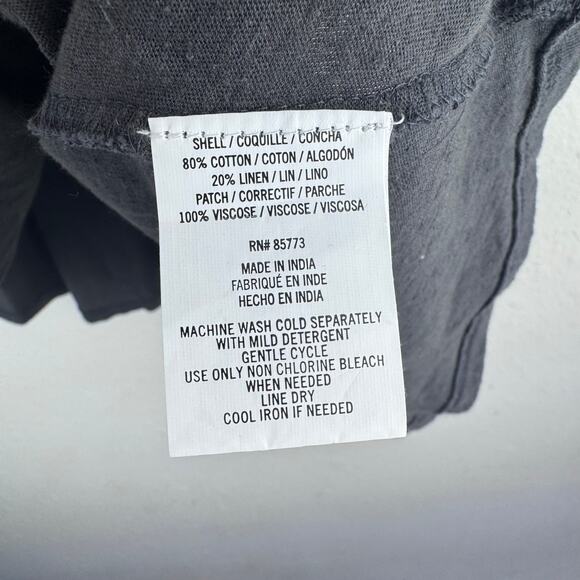 SHELL / COQUILLE / CONCHA
80% COTTON / COTON / ALGODÓN
20% LINEN / LIN / LINO
PATCH / CORRECTIF / PARCHE
100% VISCOSE / VISCOSE / VISCOSA
RN# 85773
MADE IN INDIA
FABRIQUÉ EN INDE
HECHO EN INDIA
MACHINE WASH COLD SEPARATELY
WITH MILD DETERGENT
GENTLE CYCLE
USE ONLY NON CHLORINE BLEACH
WHEN NEEDED
LINE DRY
COOL IRON IF NEEDED